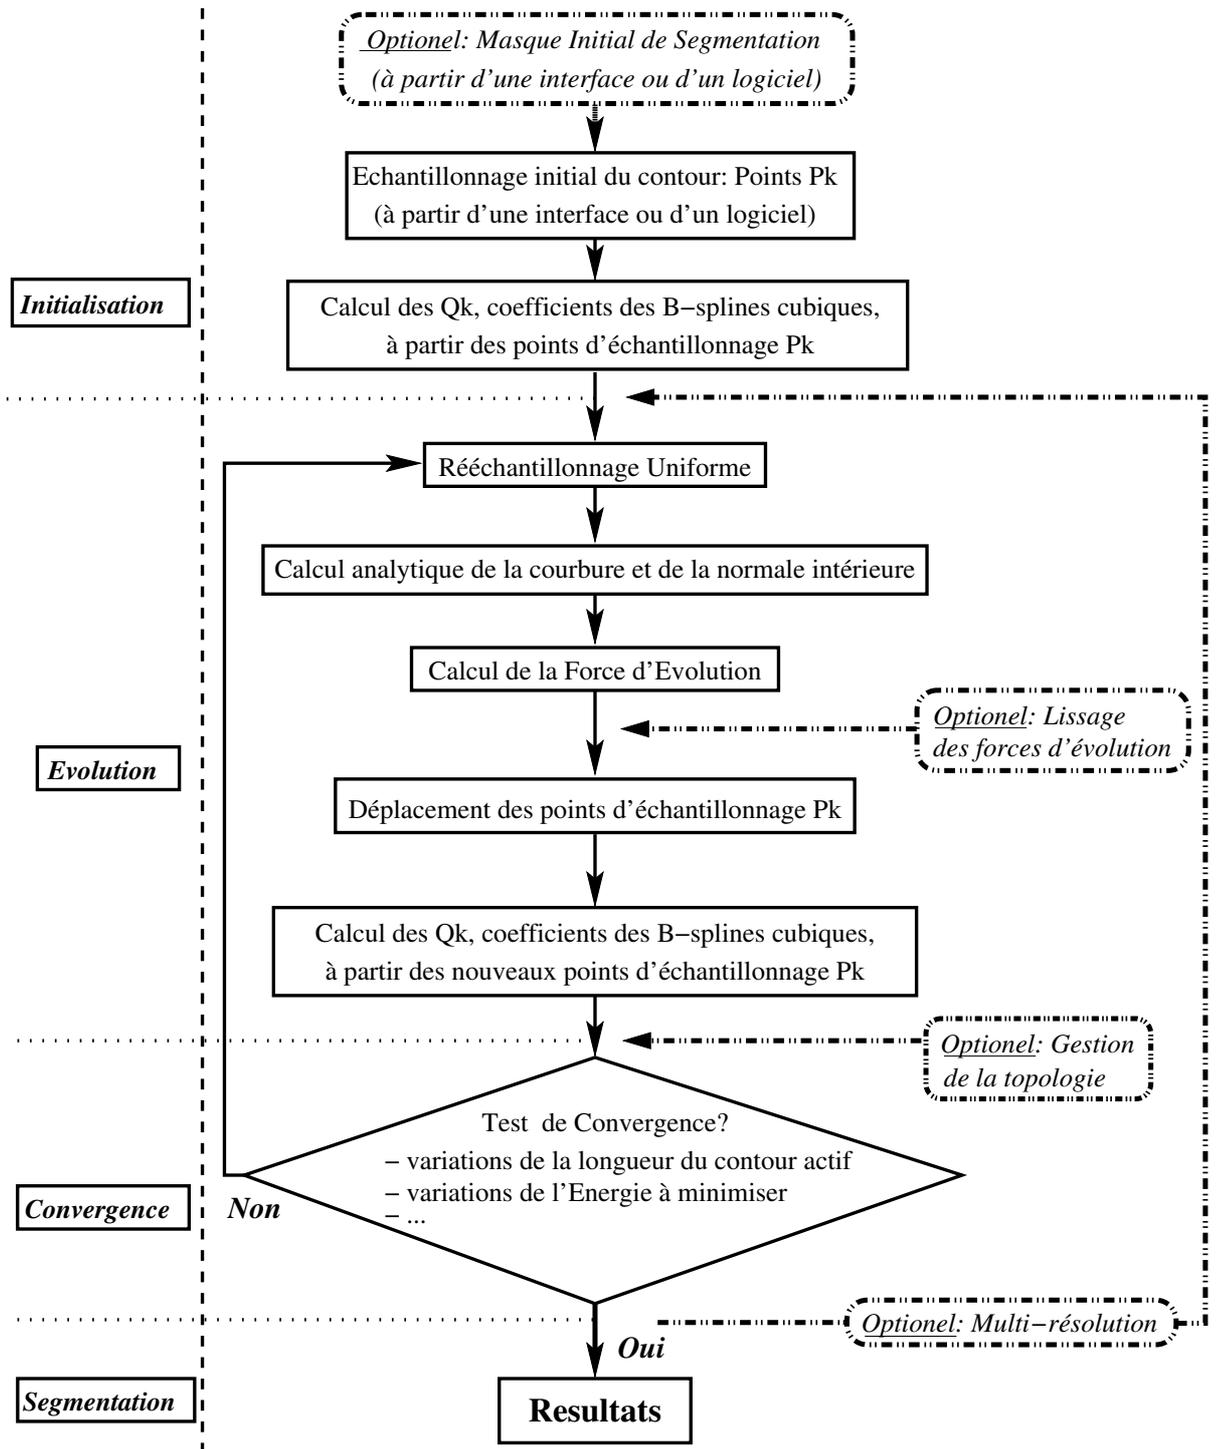 Optionel: Masque Initial de Segmentation
(à partir d'une interface ou d'un logiciel)
Echantillonnage initial du contour: Points Pk
(à partir d'une interface ou d'un logiciel)
Initialisation
Calcul des Qk, coefficients des B−splines cubiques,
à partir des points d'échantillonnage Pk
Rééchantillonnage Uniforme
Calcul analytique de la courbure et de la normale intérieure
Calcul de la Force d'Evolution
Optionel: Lissage
des forces d'évolution
Evolution
Déplacement des points d'échantillonnage Pk
Calcul des Qk, coefficients des B−splines cubiques,
à partir des nouveaux points d'échantillonnage Pk
Optionel: Gestion
de la topologie
Test de Convergence?
− variations de la longueur du contour actif
− variations de l'Energie à minimiser
− ...
Convergence
Non
Optionel: Multi−résolution
Oui
Segmentation
Resultats